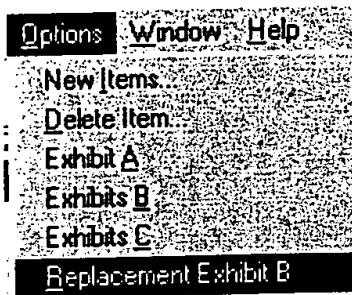 Options Window Help
New Items...
Delete Item...
Exhibit A
Exhibits B
Exhibits C
Replacement Exhibit B